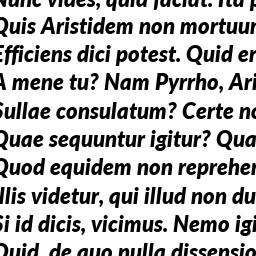 Nunc vides, quid faciat. Ita p
Quis Aristidem non mortuum
Efficiens dici potest. Quid er
A mene tu? Nam Pyrrho, Ari
Sullae consulatum? Certe no
Quae sequuntur igitur? Qua
Quod equidem non reprehen
Illis videtur, qui illud non du
Si id dicis, vicimus. Nemo igi
Quid, de quo nulla dissensio